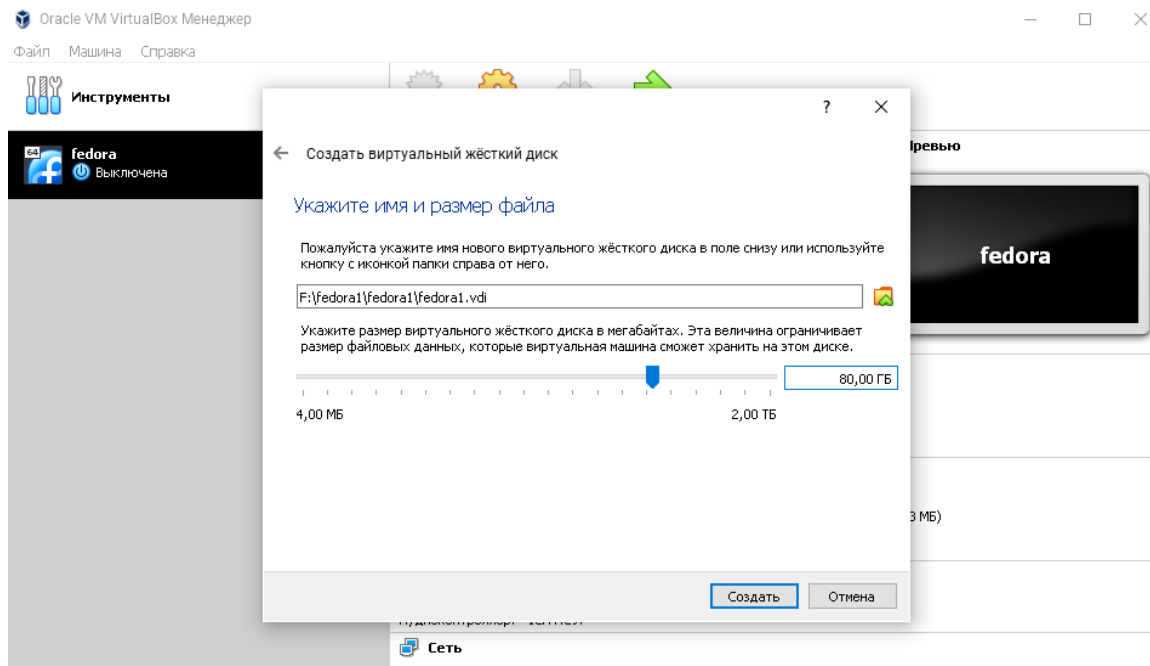 Oracle VM VirtualBox Менеджер
Файл Машина Справка
Инструменты
64
fedora
Выключена
?
Создать виртуальный жёсткий диск
Укажите имя и размер файла
Пожалуйста укажите имя нового виртуального жёсткого диска в поле снизу или используйте
кнопку с иконкой папки справа от него.
F:\fedora1\fedora1\fedora1.vdi
Укажите размер виртуального жёсткого диска в мегабайтах. Эта величина ограничивает
размер файловых данных, которые виртуальная машина сможет хранить на этом диске.
80,00 ГБ
4,00 МБ
2,00 ТБ
Создать
Отмена
fedora
МБ)
Сеть